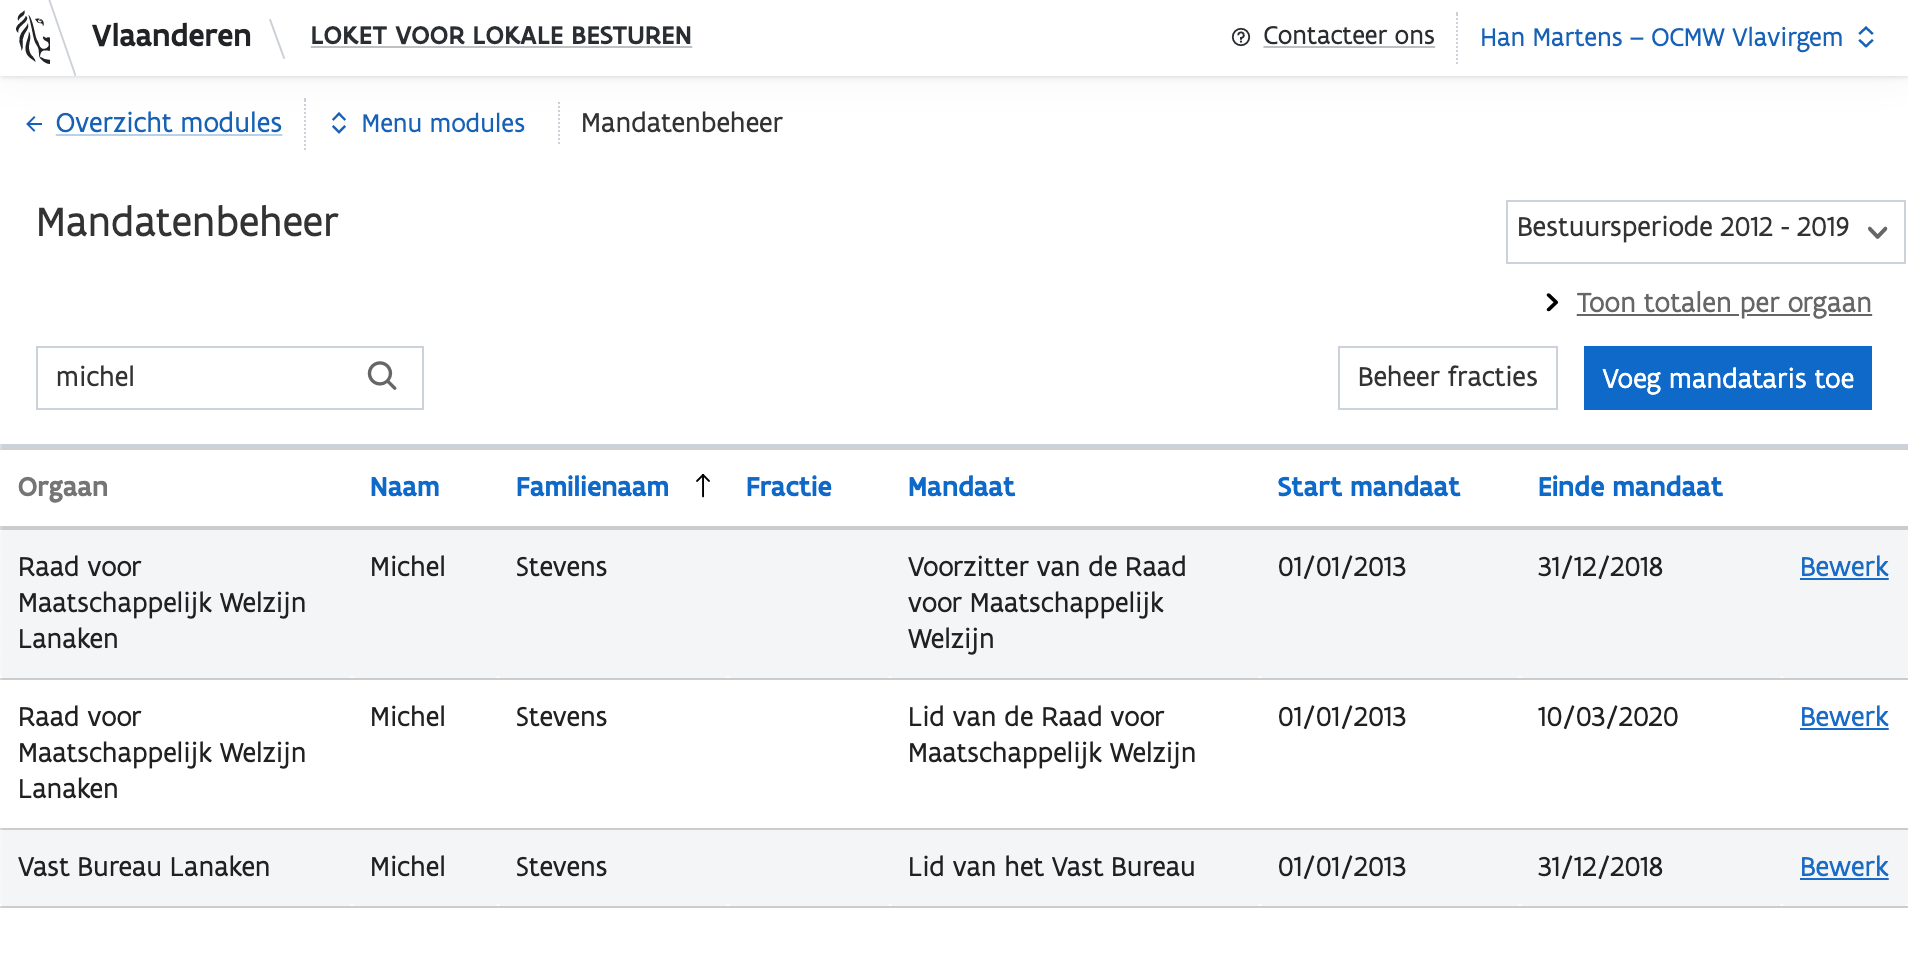 Vlaanderen
LOKET VOOR LOKALE BESTUREN
Contacteer ons
Han Martens – OCMW Vlavirgem
Overzicht modules
Menu modules
Mandatenbeheer
Mandatenbeheer
Bestuursperiode 2012 - 2019
Toon totalen per orgaan
michel
Beheer fracties
Voeg mandataris toe
Orgaan Naam Familienaam Fractie Mandaat Start mandaat Einde mandaat
Raad voor Michel Stevens Voorzitter van de Raad 01/01/2013 31/12/2018 Bewerk
Maatschappelijk Welzijn voor Maatschappelijk
Lanaken Welzijn
Raad voor Michel Stevens Lid van de Raad voor 01/01/2013 10/03/2020 Bewerk
Maatschappelijk Welzijn Maatschappelijk Welzijn
Lanaken
Vast Bureau Lanaken Michel Stevens Lid van het Vast Bureau 01/01/2013 31/12/2018 Bewerk